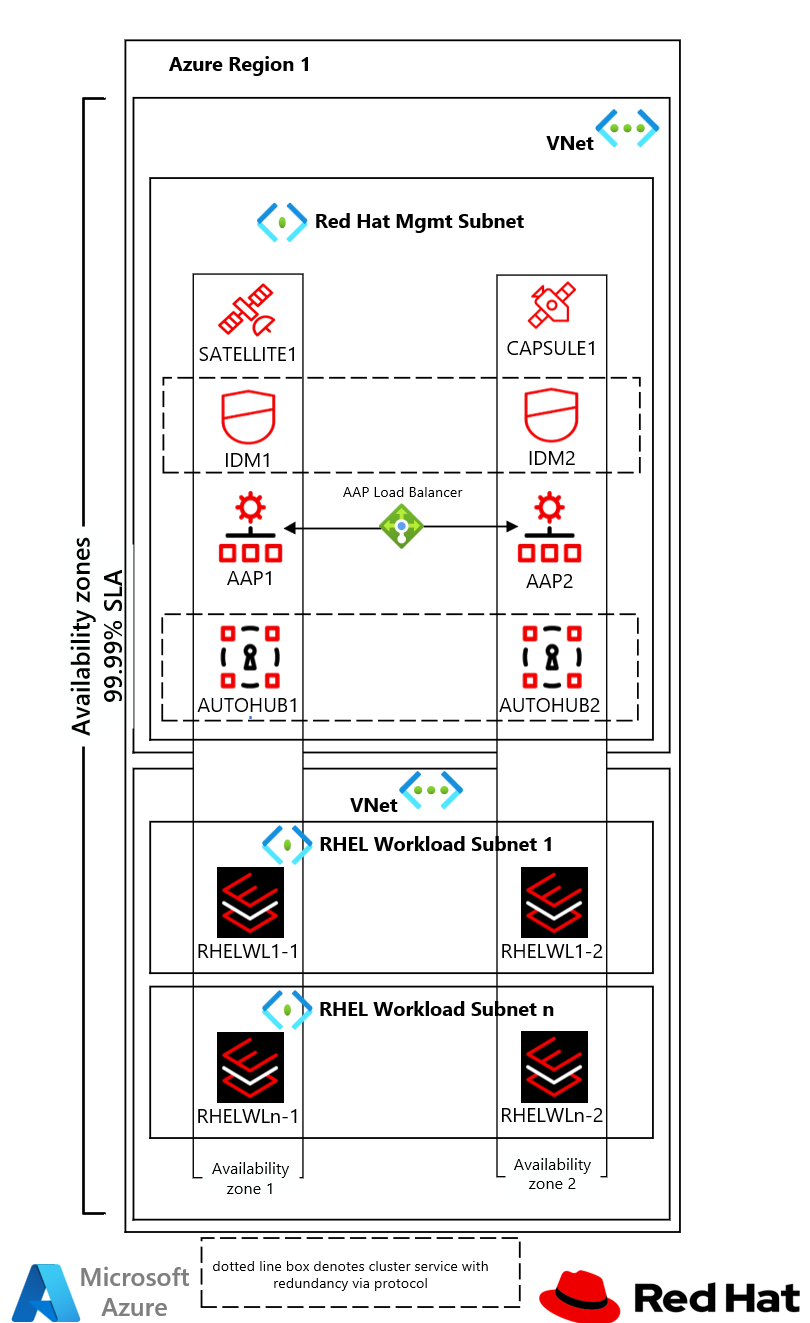 Azure Region 1
VNet
Red Hat Mgmt Subnet
SATELLITE1
CAPSULE1
IDM1
IDM2
AAP Load Balancer
AAP1
AAP2
AUTOHUB1
AUTOHUB2
Availability zones
99.99% SLA
VNet
RHEL Workload Subnet 1
RHELWL1-1
RHELWL1-2
RHEL Workload Subnet n
RHELWLn-1
RHELWLn-2
Availability
zone 1
Availability
zone 2
dotted line box denotes cluster service with
redundancy via protocol
Microsoft
Azure
Red Hat